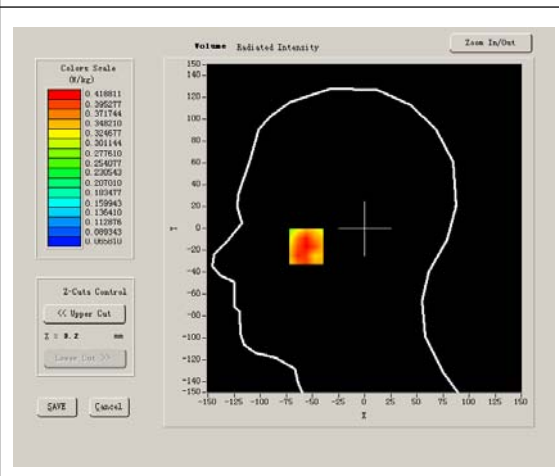 Volume Radiated Intensity
Zoom In/Out
Colors Scale
(W/kg)
0.418811
0.395277
0.371744
0.348210
0.324677
0.301144
0.277610
0.254077
0.230543
0.207010
0.183477
0.159943
0.136410
0.112876
0.089343
0.065810
Z-Cuts Control
<< Upper Cut
Z = 8.2 mm
Lower Cut >>
SAVE
Cancel
150
140
120
100
80
60
40
20
0
-20
-40
-60
-80
-100
-120
-140
-150
Y
-150 -125 -100 -75 -50 -25 0 25 50 75 100 125 150
X